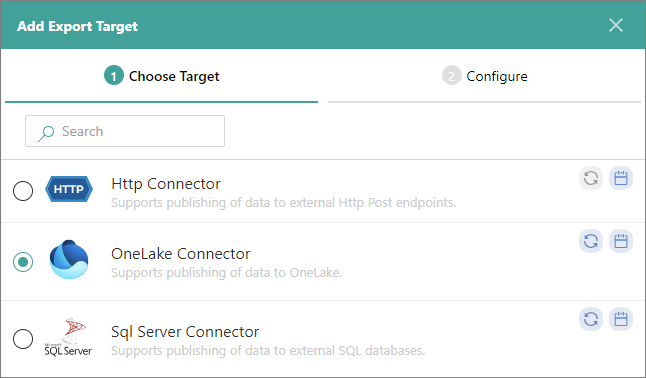 Add Export Target
1 Choose Target
2 Configure
Search
HTTP
Http Connector
Supports publishing of data to external Http Post endpoints.
OneLake Connector
Supports publishing of data to OneLake.
Microsoft
SQL Server
Sql Server Connector
Supports publishing of data to external SQL databases.